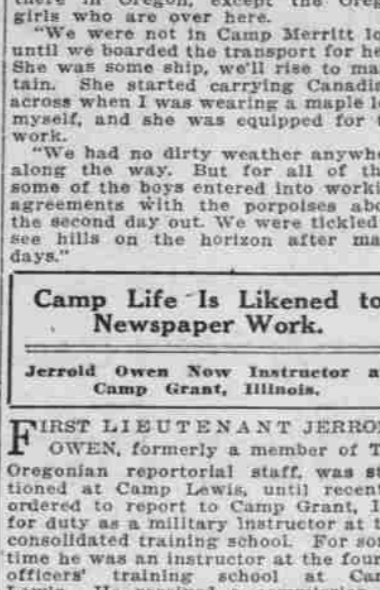 there in Oregon, except the Oreg
girls who are over here.
"We were not in Camp Merritt lo
until we boarded the transport for he
She was some ship, we'll rise to ma
tain. She started carrying Canadia
across when I was wearing a maple l
myself, and she was equipped for t
work.
"We had no dirty weather anywhe
along the way. But for all of th
some of the boys entered into worki
agreements with the porpoises abo
the second day out. We were tickled
see hills on the horizon after ma
days."
Camp Life Is Likened to
Newspaper Work.
Jerrold Owen Now Instructor a
Camp Grant, Illinois.
FIRST LIEUTENANT JERROL
OWEN, formerly a member of T
Oregonian reportorial staff, was st
tioned at Camp Lewis, until recent
ordered to report to Camp Grant, I
for duty as a military instructor at t
consolidated training school. For so
time he was an instructor at the four
officers' training school at Cam